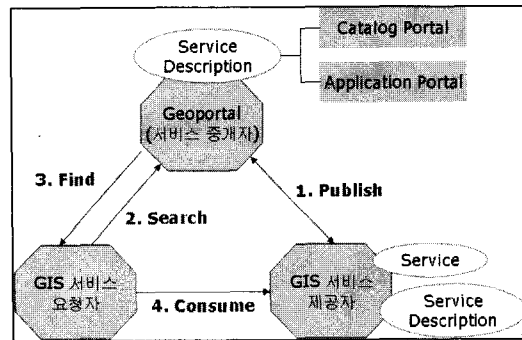 Catalog Portal
Service
Description
Application Portal
Geoportal
(서비스 중개자)
3. Find
1. Publish
2. Search
Service
GIS 서비스
요청자
GIS 서비스
제공자
4. Consume
Service
Description